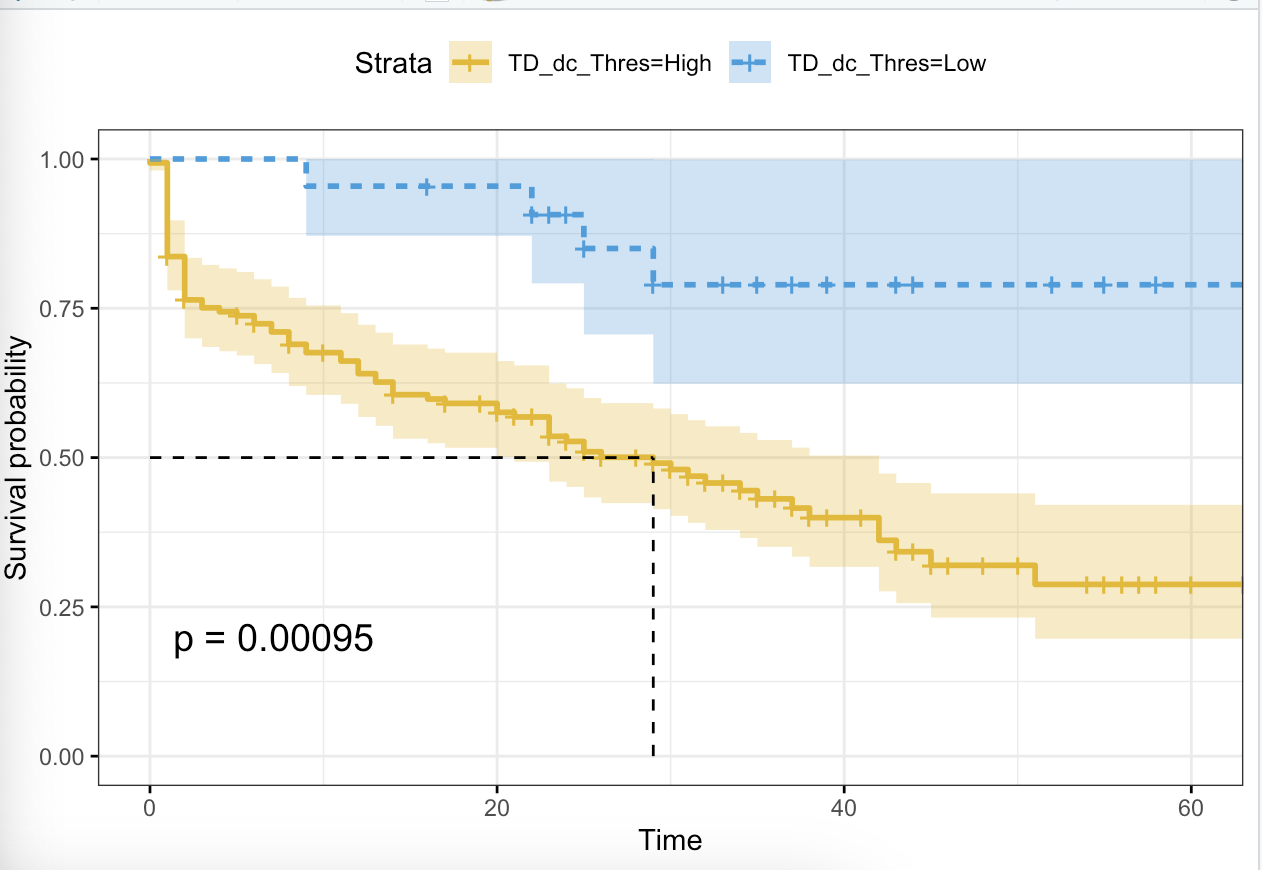 Strata TD_dc_Thres=High TD_dc_Thres=Low
1.00
0.75
0.50
0.25
0.00
Survival probability
p = 0.00095
0 20 40 60
Time